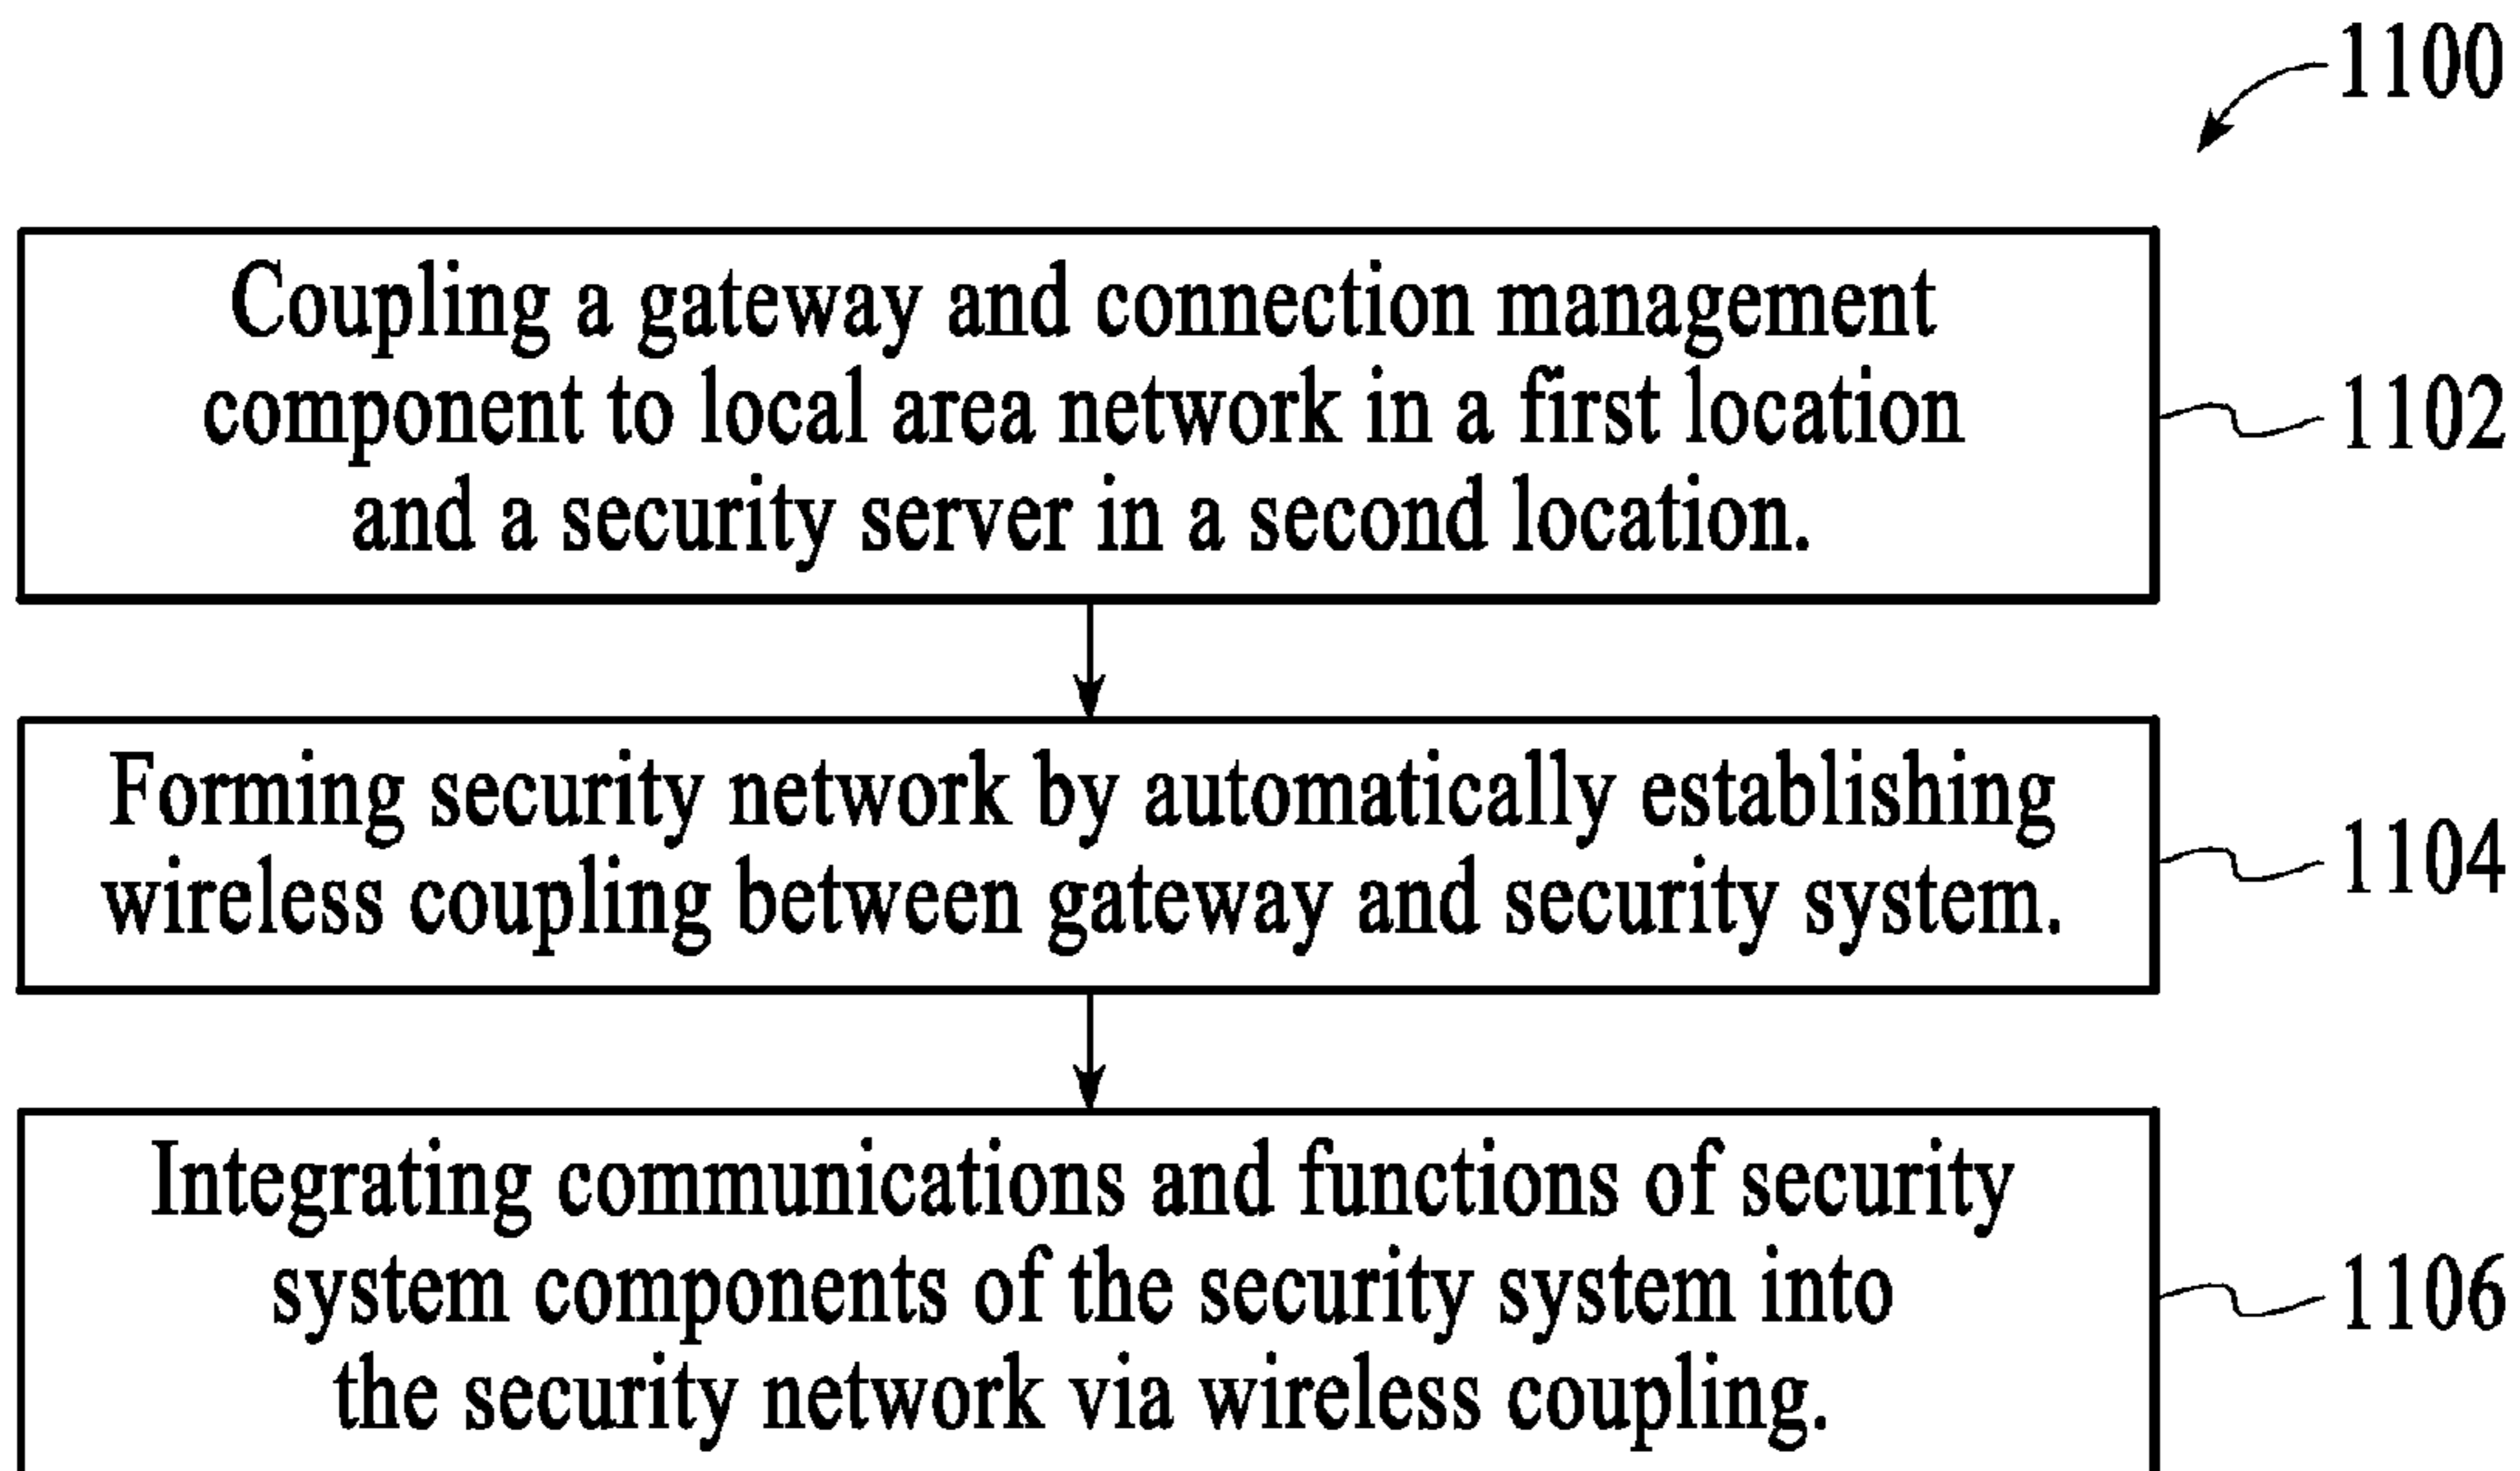 1100
Coupling a gateway and connection management
component to local area network in a first location
and a security server in a second location.
1102
Forming security network by automatically establishing
wireless coupling between gateway and security system.
1104
Integrating communications and functions of security
system components of the security system into
the security network via wireless coupling.
1106